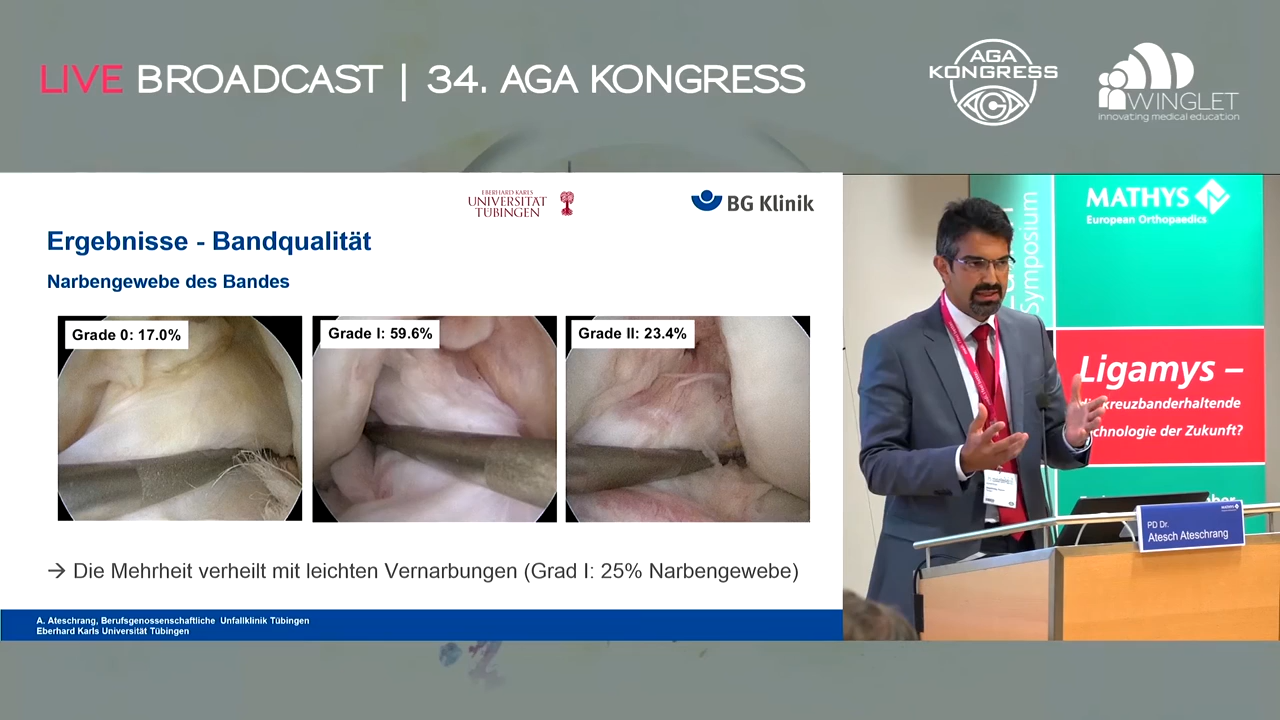 LIVE BROADCAST | 34. AGA KONGRESS
AGA
KONGRESS
AGA
WINGLET
innovating medical education
EBERHARD KARLS
UNIVERSITÄT
TÜBINGEN
BG Klinik
Ergebnisse - Bandqualität
Narbengewebe des Bandes
Grade 0: 17.0%
Grade I: 59.6%
Grade II: 23.4%
→ Die Mehrheit verheilt mit leichten Vernarbungen (Grad I: 25% Narbengewebe)
A. Ateschrang, Berufsgenossenschaftliche Unfallklinik Tübingen
Eberhard Karls Universität Tübingen
MATHYS
European Orthopaedics
Symposium
Ligamys –
kreuzbanderhaltende
chnologie der Zukunft?
MATHYS
PD Dr.
Atesch Ateschrang